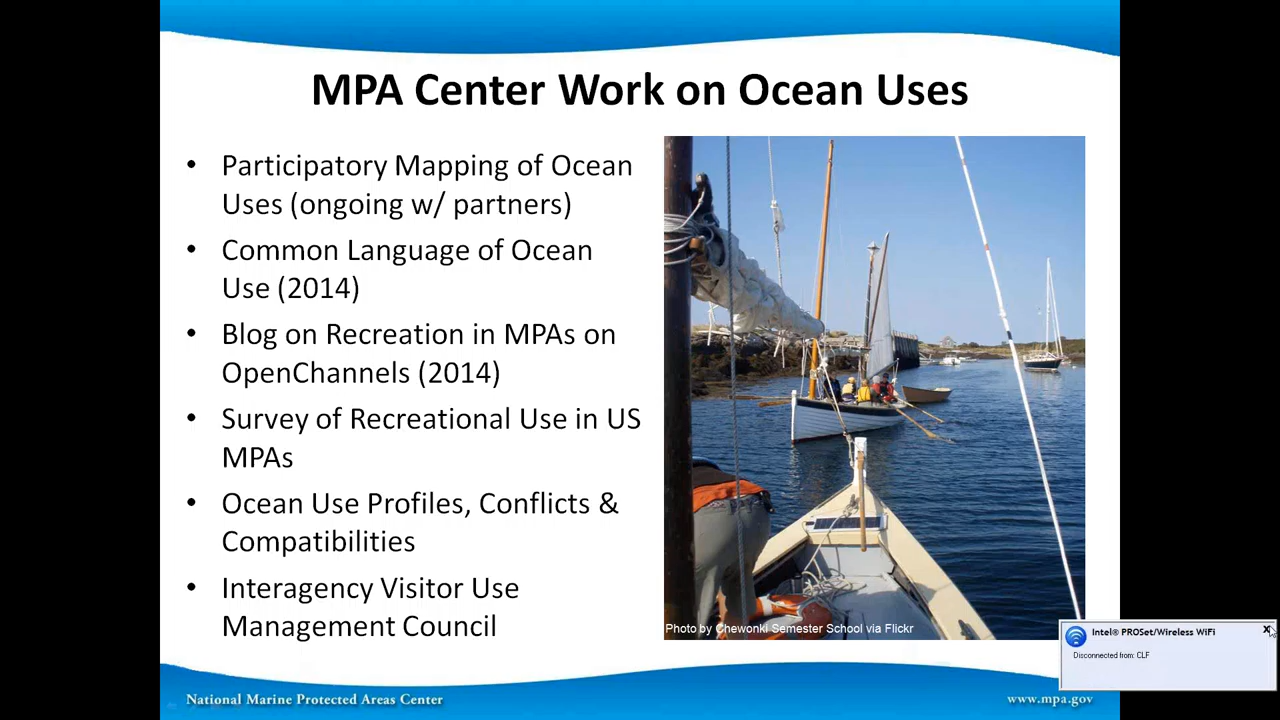 MPA Center Work on Ocean Uses
• Participatory Mapping of Ocean
Uses (ongoing w/ partners)
• Common Language of Ocean
Use (2014)
• Blog on Recreation in MPAs on
OpenChannels (2014)
• Survey of Recreational Use in US
MPAs
• Ocean Use Profiles, Conflicts &
Compatibilities
• Interagency Visitor Use
Management Council
Photo by Chewonki Semester School via Flickr
Intel® PROSet/Wireless WiFi
Disconnected from: CLF
National Marine Protected Areas Center
www.mpa.gov